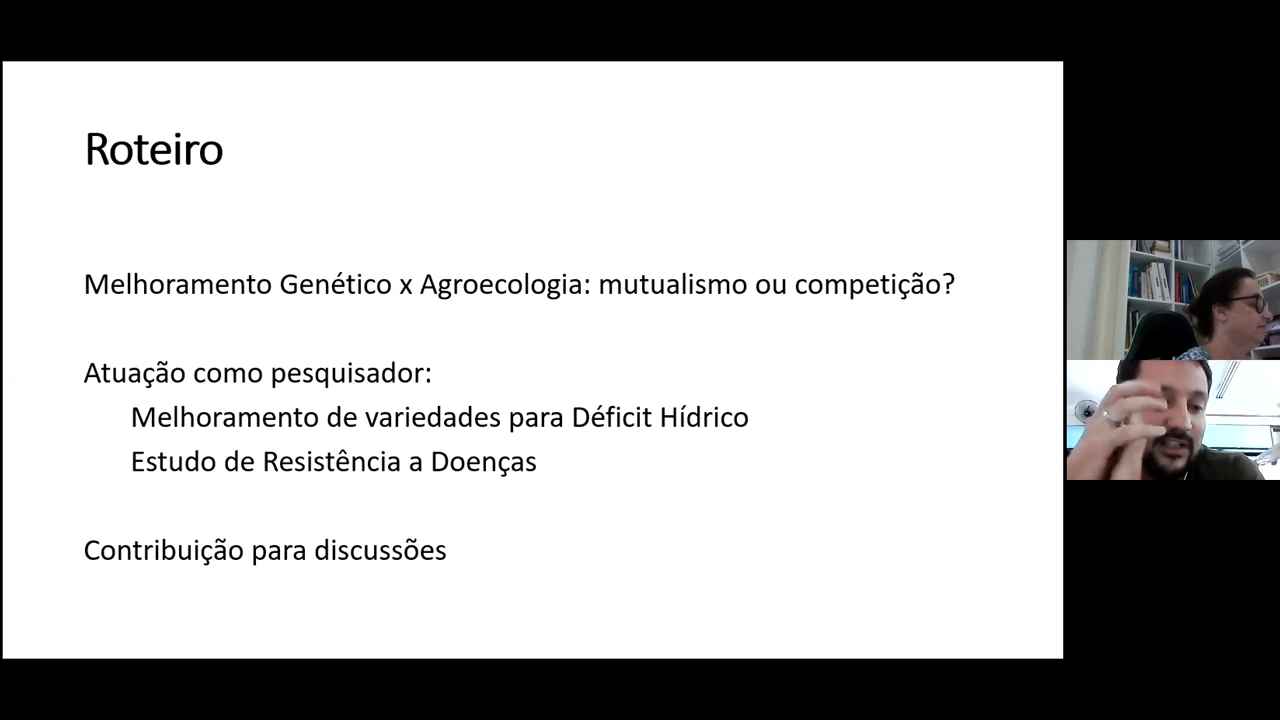 Roteiro
Melhoramento Genético x Agroecologia: mutualismo ou competição?
Atuação como pesquisador:
Melhoramento de variedades para Déficit Hídrico
Estudo de Resistência a Doenças
Contribuição para discussões